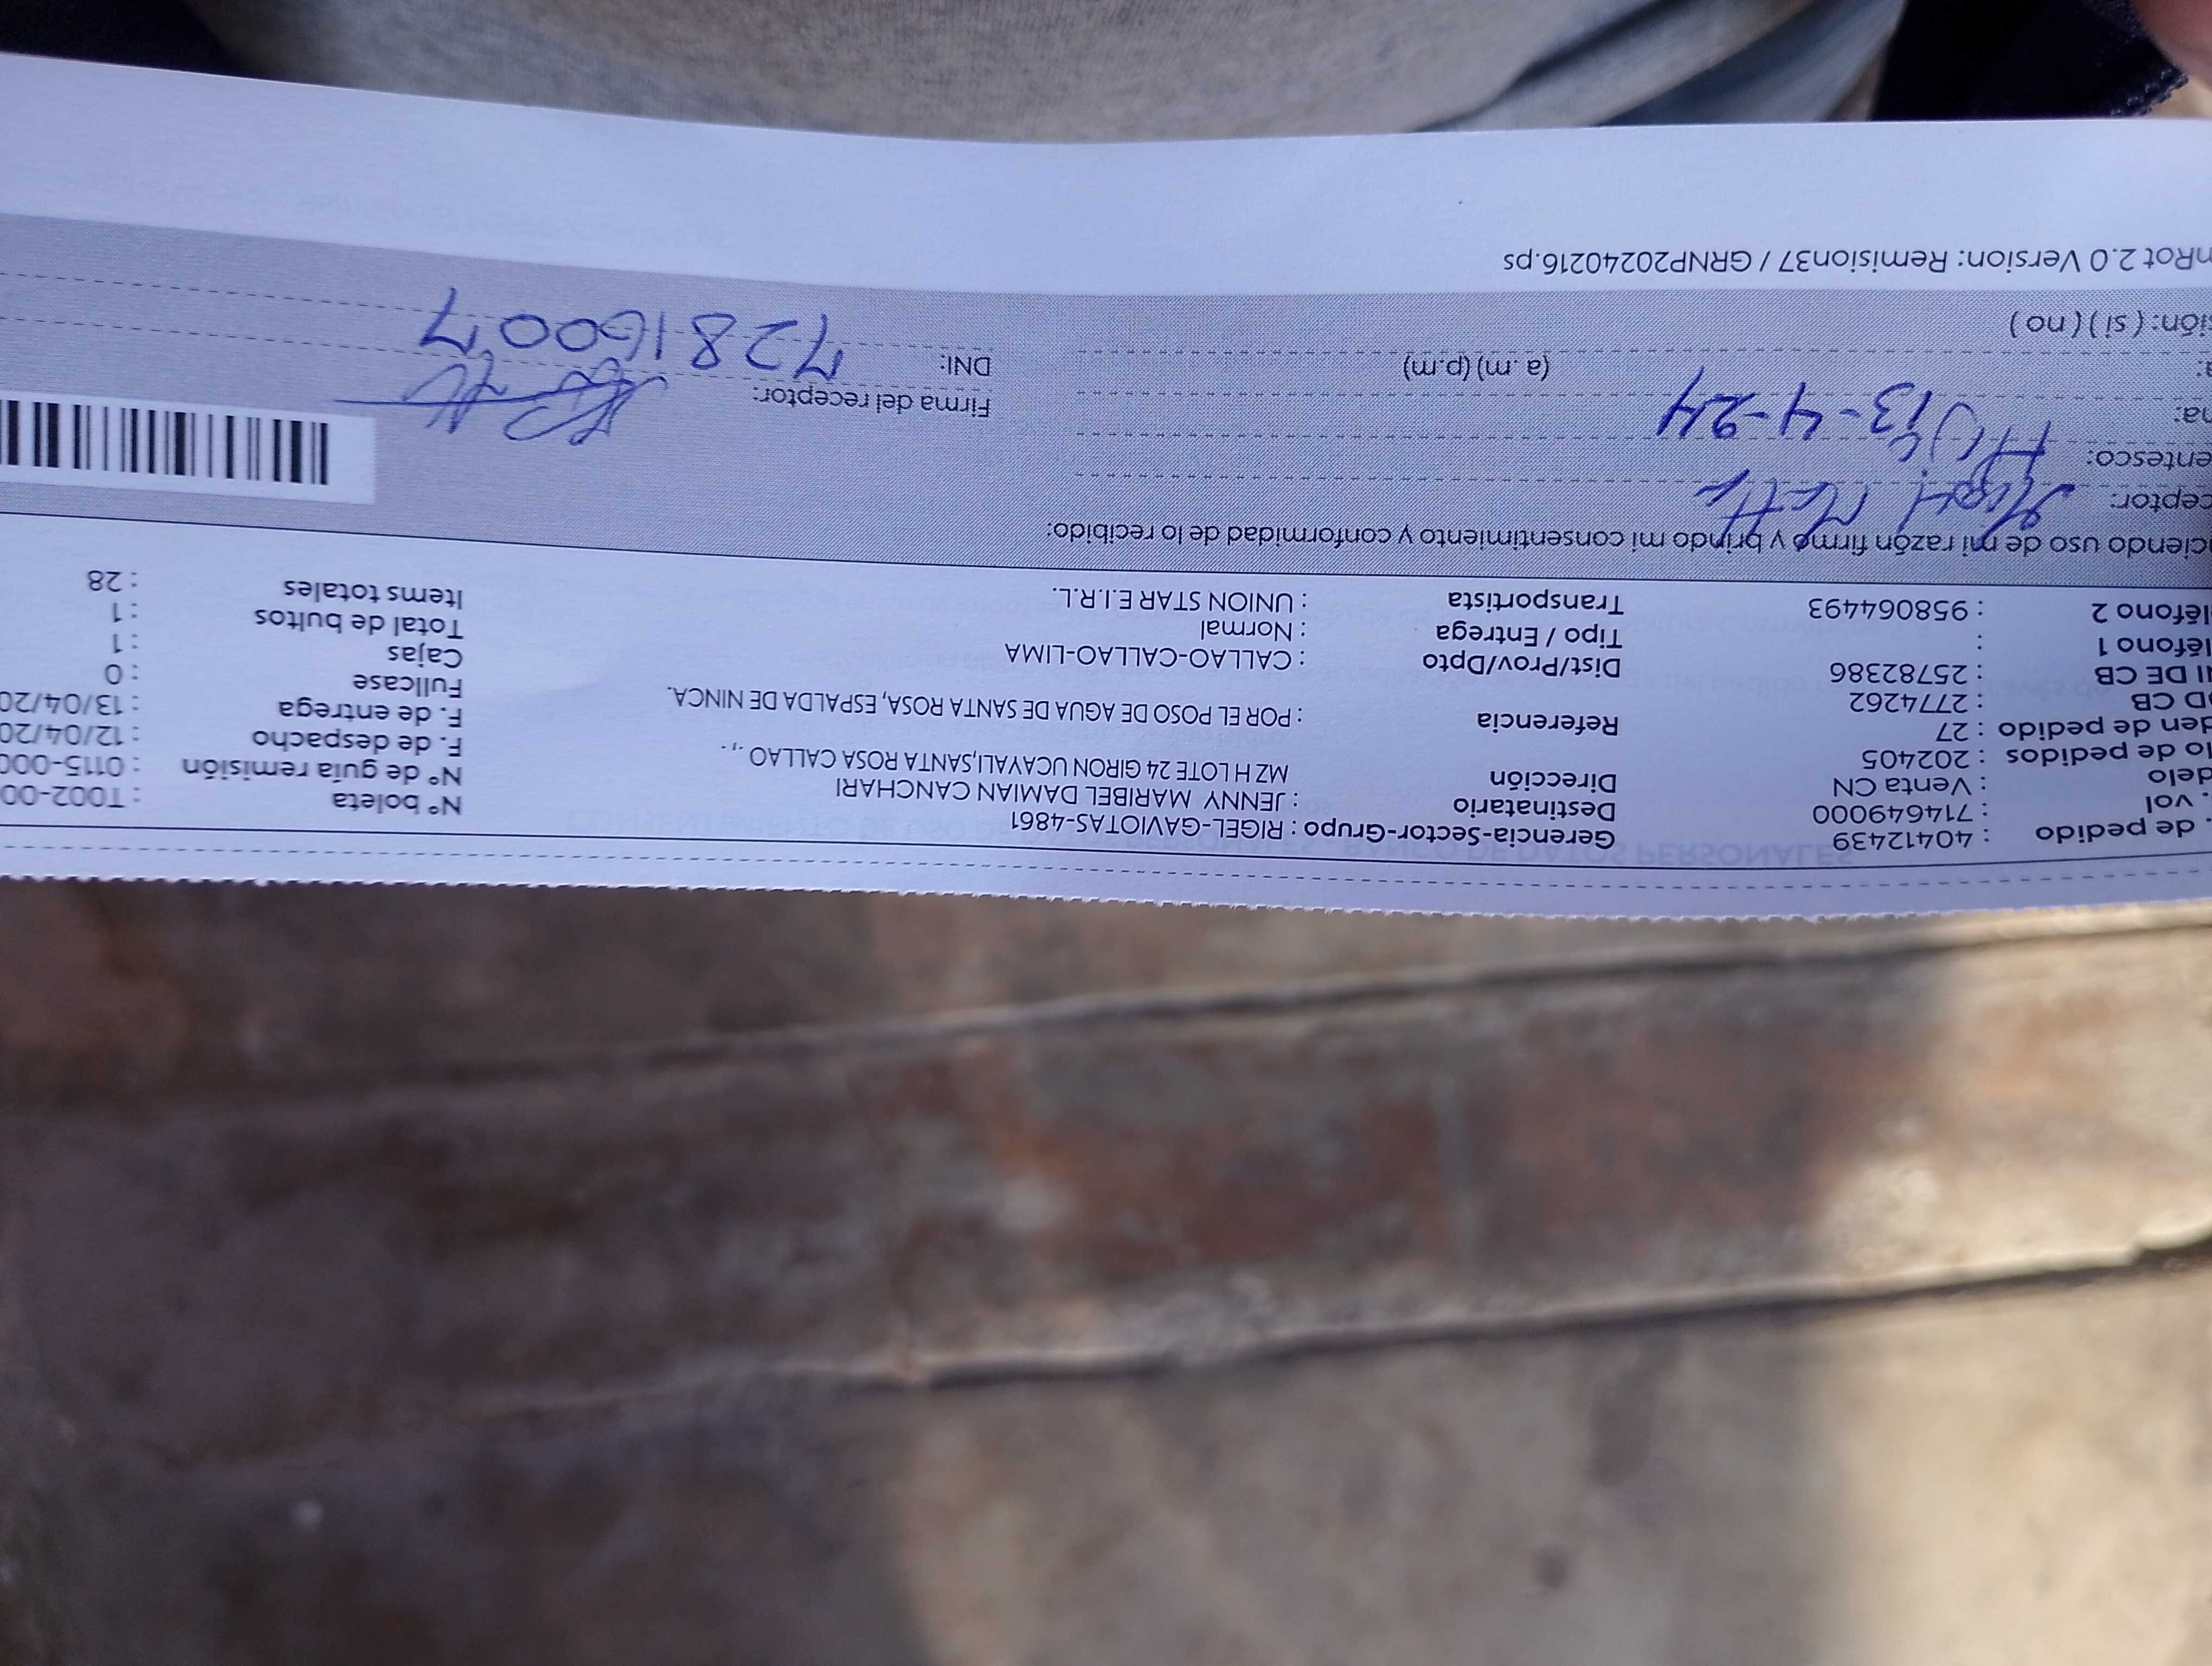 . de pedido : 40412439
. vol : 714649000
delo : Venta CN
lo de pedidos : 202405
den de pedido : 27
D CB : 2774262
NI DE CB : 25782386
léfono 1 :
léfono 2 : 958064493
Gerencia-Sector-Grupo : RIGEL-GAVIOTAS-4861
Destinatario : JENNY MARIBEL DAMIAN CANCHARI
Dirección MZ H LOTE 24 GIRON UCAYALI,SANTA ROSA CALLAO ., .
Referencia : POR EL POSO DE AGUA DE SANTA ROSA, ESPALDA DE NINCA.
Dist/Prov/Dpto : CALLAO-CALLAO-LIMA
Tipo / Entrega : Normal
Transportista : UNION STAR E.I.R.L.
N° boleta : T002-00
N° de guía remisión : 0115-000
F. de despacho : 12/04/20
F. de entrega : 13/04/20
Fullcase : 0
Cajas : 1
Total de bultos : 1
Items totales : 28
ciendo uso de mi razón firmo y brindo mi consentimiento y conformidad de lo recibido:
ceptor:
entesco:
ha: 13-4-24
a: (a .m) (p.m)
sión: ( si ) ( no )
Firma del receptor:
DNI: 72816007
nRot 2.0 Version: Remision37 / GRNP20240216.ps